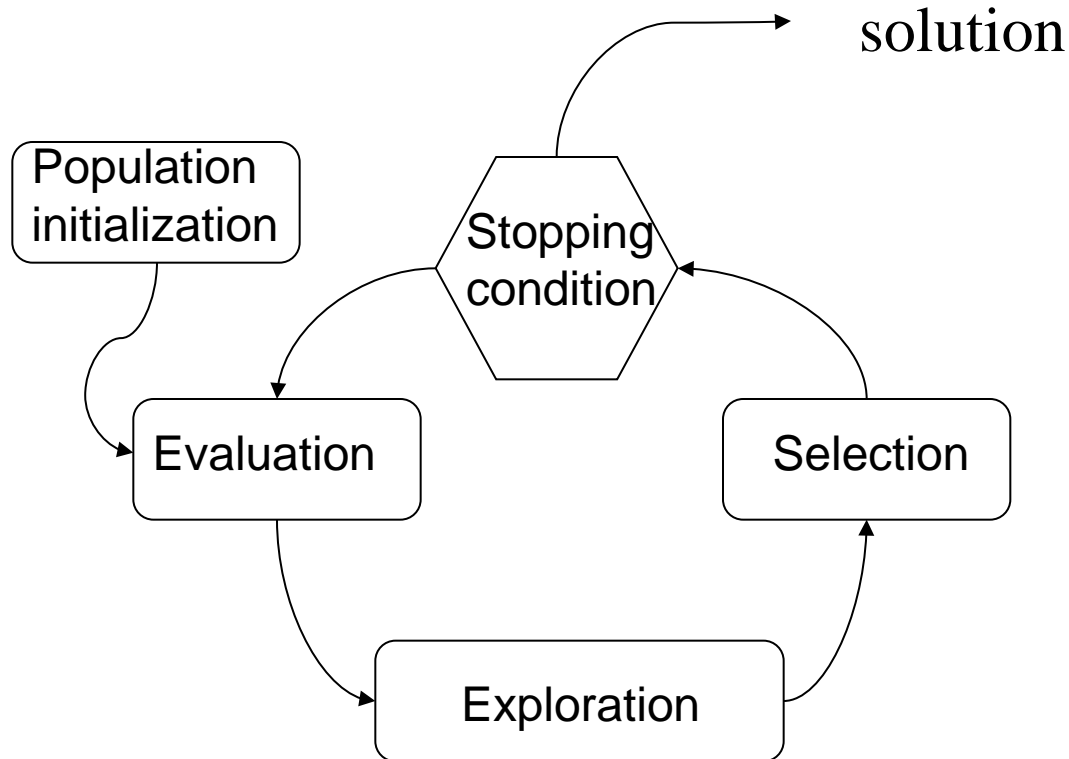 solution
Population
initialization
Stopping
condition
Evaluation
Selection
Exploration